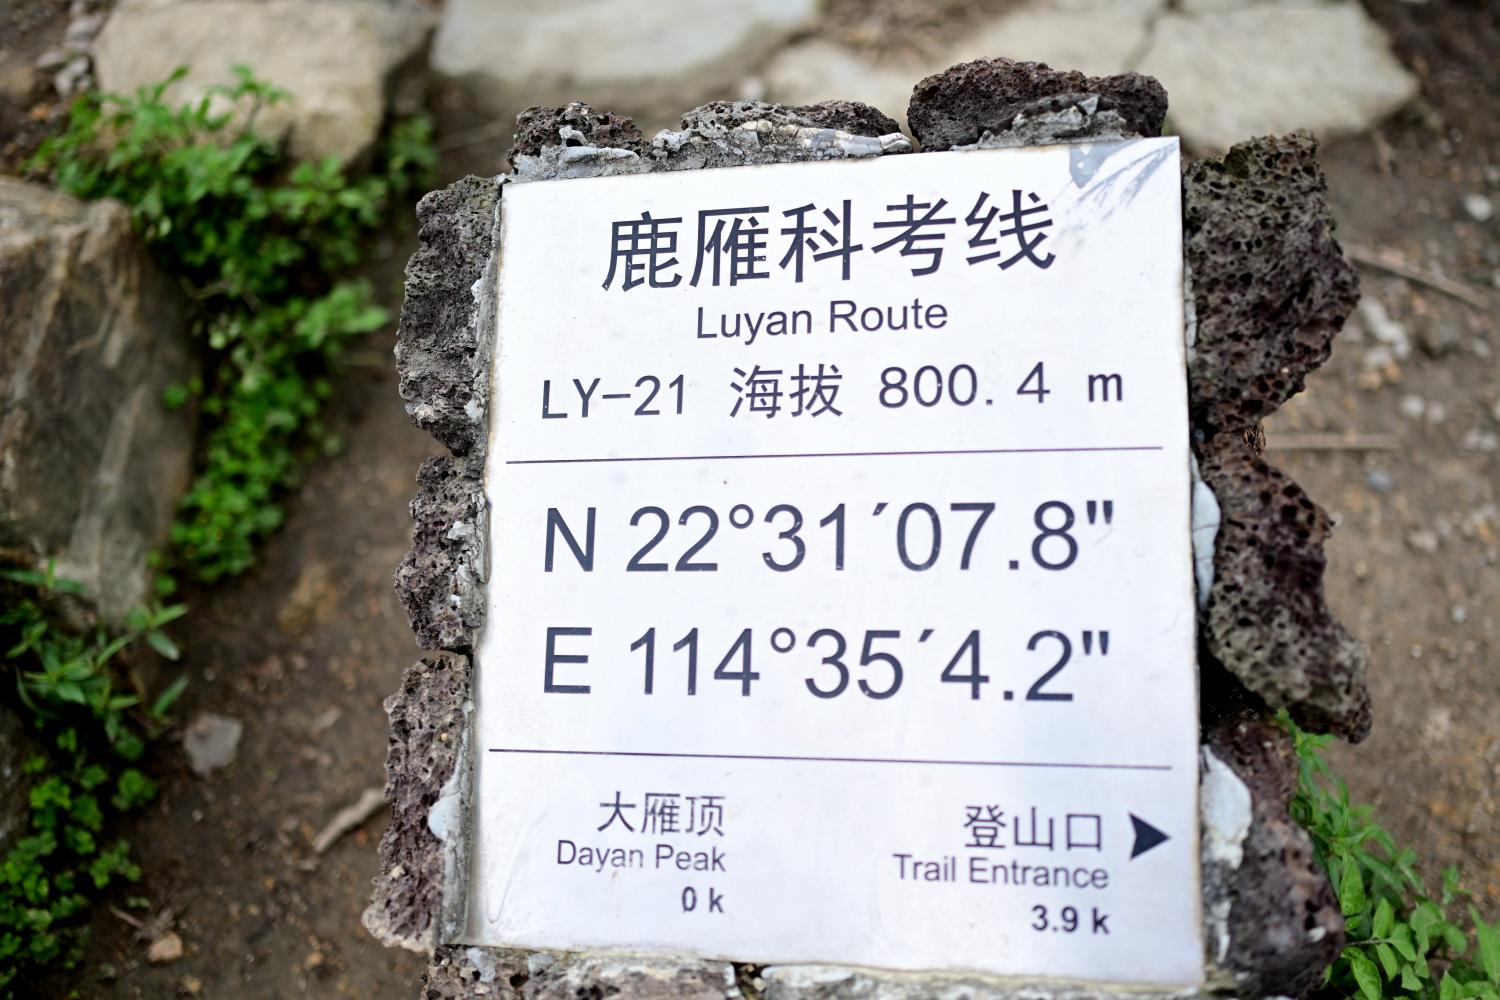 鹿雁科考线
Luyan Route
LY-21 海拔 800.4 m
N 22°31′07.8"
E 114°35′4.2"
大雁顶
Dayan Peak
0 k
登山口
Trail Entrance
3.9 k